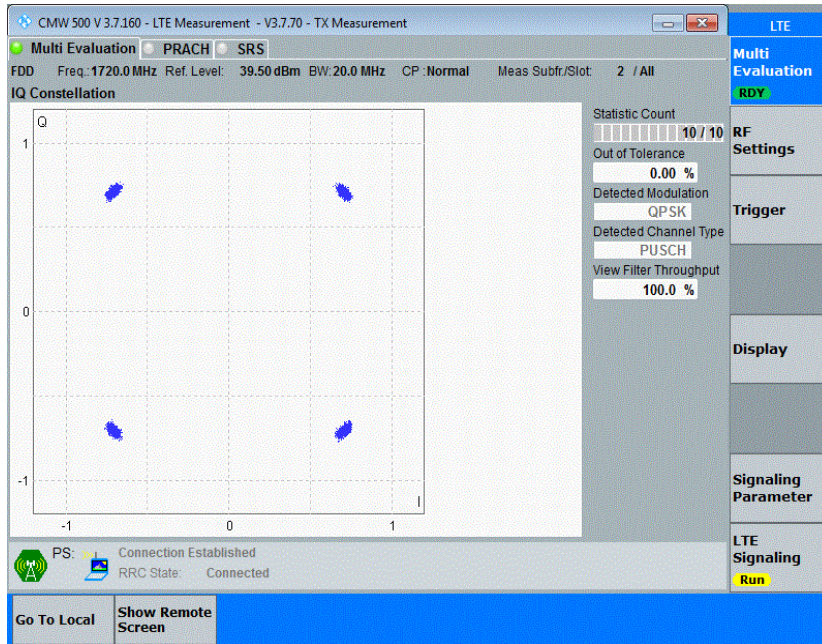 CMW 500 V 3.7.160 - LTE Measurement - V3.7.70 - TX Measurement
Multi Evaluation PRACH SRS
FDD Freq.: 1720.0 MHz Ref. Level: 39.50 dBm BW: 20.0 MHz CP : Normal Meas Subfr./Slot: 2 / All
IQ Constellation
Q
1
0
-1
-1 0 1
I
Statistic Count
10 / 10
Out of Tolerance
0.00 %
Detected Modulation
QPSK
Detected Channel Type
PUSCH
View Filter Throughput
100.0 %
PS: Connection Established
RRC State: Connected
LTE
Multi
Evaluation
RDY
RF
Settings
Trigger
Display
Signaling
Parameter
LTE
Signaling
Run
Go To Local
Show Remote
Screen